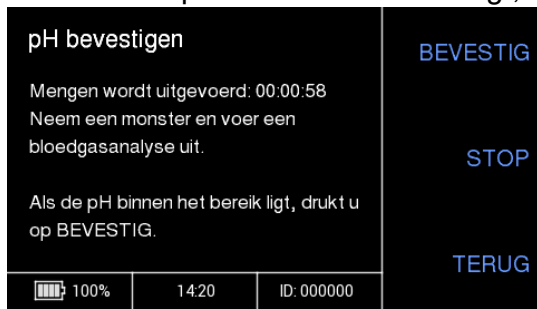 pH bevestigen
BEVESTIG
Mengen wordt uitgevoerd: 00:00:58
Neem een monster en voer een
bloedgasanalyse uit.
STOP
Als de pH binnen het bereik ligt, drukt u
op BEVESTIG.
TERUG
100%
14:20
ID: 000000